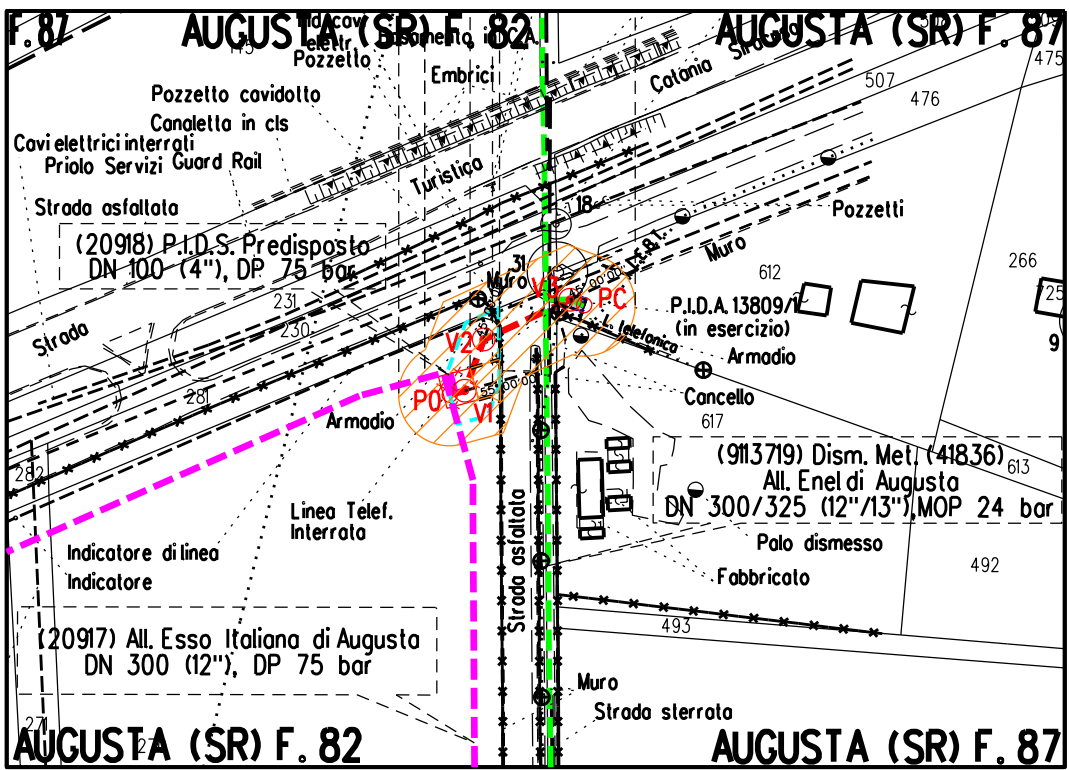 F. 87
AUGUSTA (SR) F. 82
AUGUSTA (SR) F. 87
Pozzetto
Embrici
Catania
475
507
476
Pozzetto cavidotto
Canaletta in cls
Cavi elettrici interrati
Priolo Servizi
Guard Rail
Turistica
Strada asfaltata
18
Pozzetti
(20918) P.I.D.S. Predisposto
DN 100 (4"), DP 75 bar
31
Muro
Muro
612
266
725
231
230
Strada
V3
PC
P.I.D.A. 13809/1
(in esercizio)
L. telefonica
9
V2
Armadio
281
P0
V1
Cancello
Armadio
617
282
(9113719) Dism. Met. (41836)
All. Enel di Augusta
DN 300/325 (12"/13"), MOP 24 bar
613
Linea Telef.
Interrata
Strada asfaltata
Indicatore di linea
Indicatore
Palo dismesso
Fabbricato
492
(20917) All. Esso Italiana di Augusta
DN 300 (12"), DP 75 bar
493
Muro
Strada sterrata
AUGUSTA (SR) F. 82
AUGUSTA (SR) F. 87